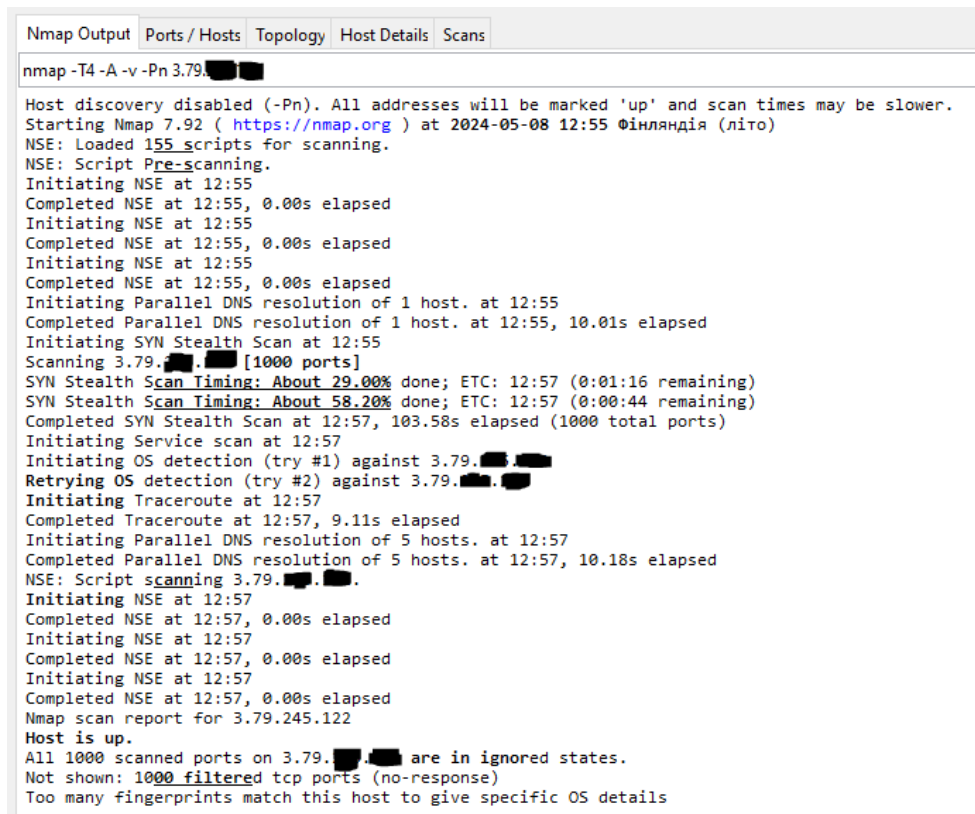 Nmap Output Ports / Hosts Topology Host Details Scans
nmap -T4 -A -v -Pn 3.79.
Host discovery disabled (-Pn). All addresses will be marked 'up' and scan times may be slower.
Starting Nmap 7.92 ( https://nmap.org ) at 2024-05-08 12:55 Фінляндія (літо)
NSE: Loaded 155 scripts for scanning.
NSE: Script Pre-scanning.
Initiating NSE at 12:55
Completed NSE at 12:55, 0.00s elapsed
Initiating NSE at 12:55
Completed NSE at 12:55, 0.00s elapsed
Initiating NSE at 12:55
Completed NSE at 12:55, 0.00s elapsed
Initiating Parallel DNS resolution of 1 host. at 12:55
Completed Parallel DNS resolution of 1 host. at 12:55, 10.01s elapsed
Initiating SYN Stealth Scan at 12:55
Scanning 3.79. . [1000 ports]
SYN Stealth Scan Timing: About 29.00% done; ETC: 12:57 (0:01:16 remaining)
SYN Stealth Scan Timing: About 58.20% done; ETC: 12:57 (0:00:44 remaining)
Completed SYN Stealth Scan at 12:57, 103.58s elapsed (1000 total ports)
Initiating Service scan at 12:57
Initiating OS detection (try #1) against 3.79. .
Retrying OS detection (try #2) against 3.79. .
Initiating Traceroute at 12:57
Completed Traceroute at 12:57, 9.11s elapsed
Initiating Parallel DNS resolution of 5 hosts. at 12:57
Completed Parallel DNS resolution of 5 hosts. at 12:57, 10.18s elapsed
NSE: Script scanning 3.79. . .
Initiating NSE at 12:57
Completed NSE at 12:57, 0.00s elapsed
Initiating NSE at 12:57
Completed NSE at 12:57, 0.00s elapsed
Initiating NSE at 12:57
Completed NSE at 12:57, 0.00s elapsed
Nmap scan report for 3.79.245.122
Host is up.
All 1000 scanned ports on 3.79. . are in ignored states.
Not shown: 1000 filtered tcp ports (no-response)
Too many fingerprints match this host to give specific OS details